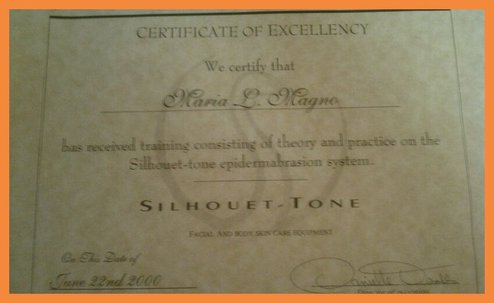 CERTIFICATE OF EXCELLENCY
We certify that
Maria L. Magno
has received training consisting of theory and practice on the
Silhouet-tone epidermabrasion system.
SILHOUET-TONE
FACIAL AND BODY SKIN CARE EQUIPMENT
On This Date of
June 22nd 2000